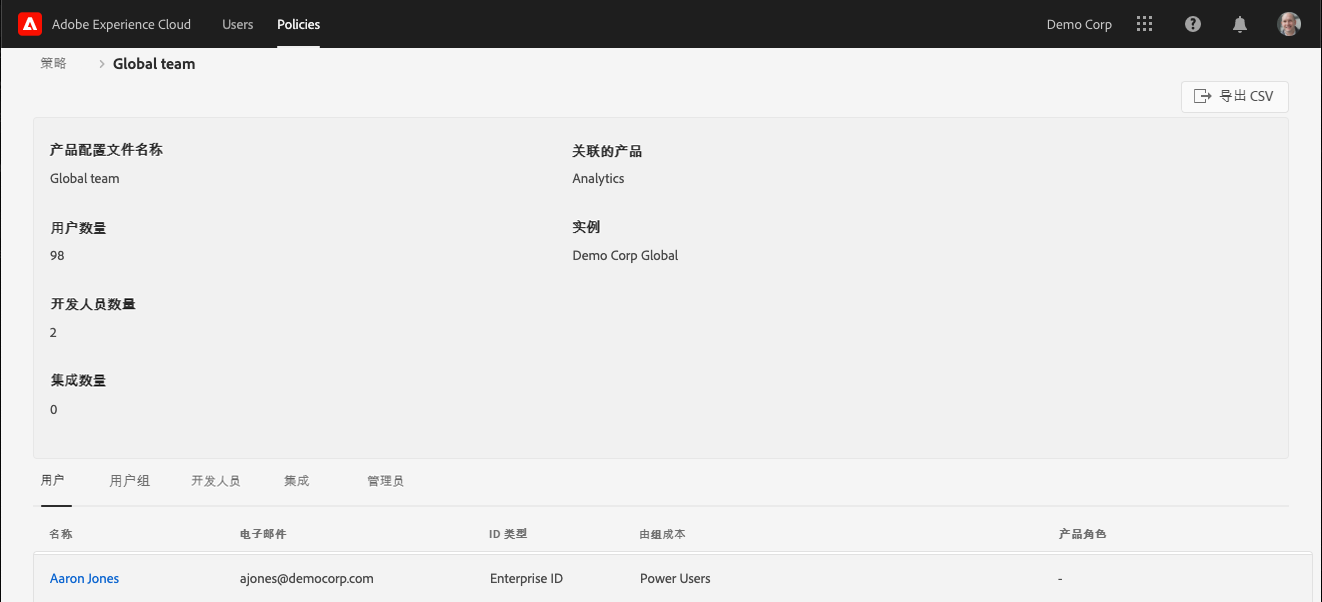 Adobe Experience Cloud Users Policies Demo Corp
策略 > Global team
导出 CSV
产品配置文件名称 关联的产品
Global team Analytics
用户数量 实例
98 Demo Corp Global
开发人员数量
2
集成数量
0
用户 用户组 开发人员 集成 管理员
名称 电子邮件 ID 类型 由组成本 产品角色
Aaron Jones ajones@democorp.com Enterprise ID Power Users -